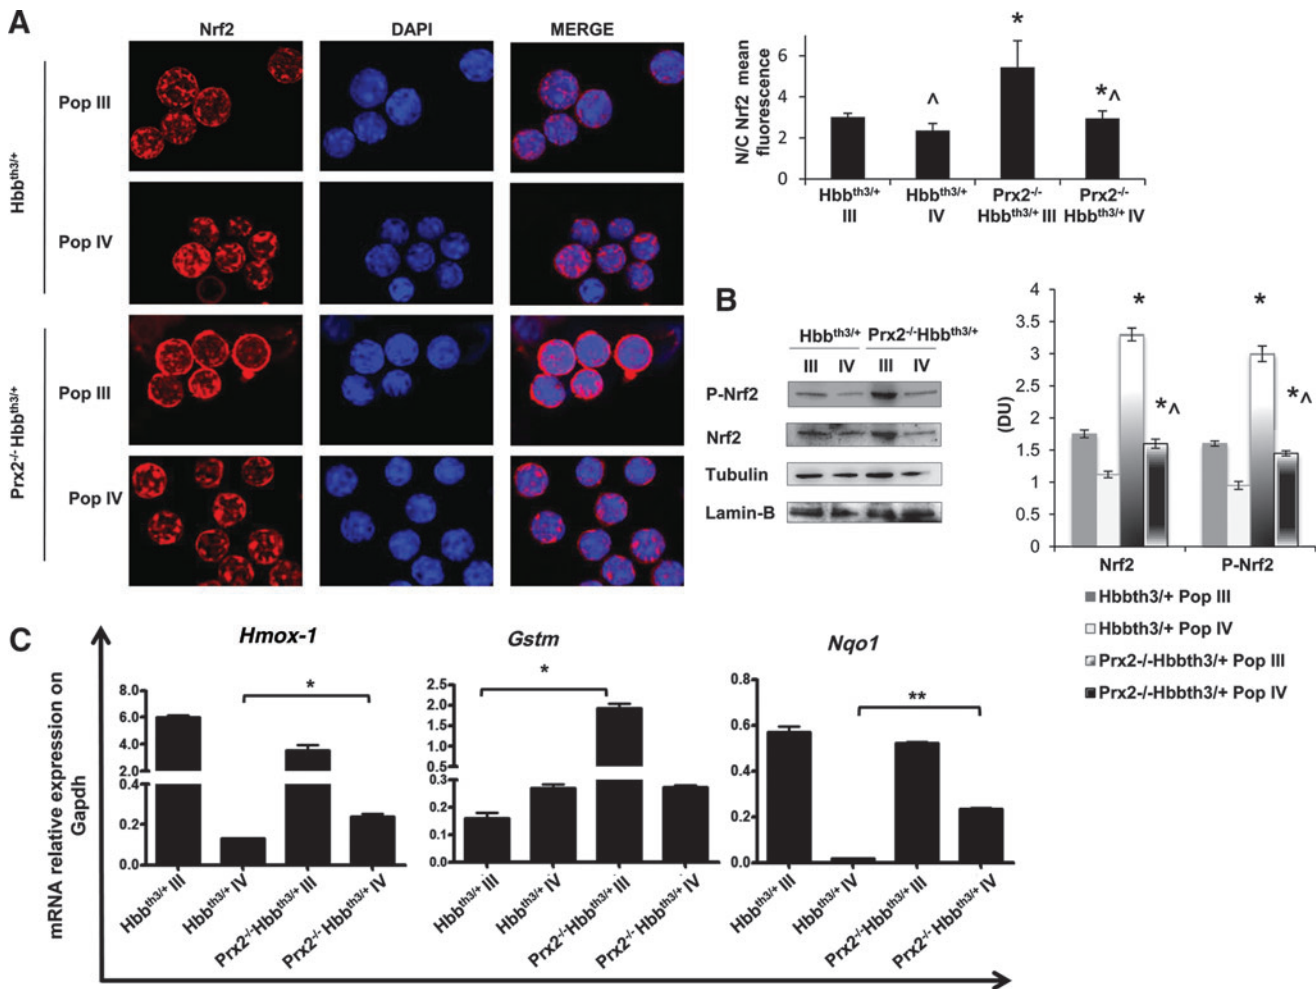 A
Nrf2 DAPI MERGE
Hbbth3/+
Pop III
Pop IV
Prx2-/- Hbbth3/+
Pop III
Pop IV
N/C Nrf2 mean
fluorescence
6
4
2
0
*
^
*^
Hbbth3/+
III
Hbbth3/+
IV
Prx2-/-
Hbbth3/+ III
Prx2-/-
Hbbth3/+ IV
B
Hbbth3/+ Prx2-/-Hbbth3/+
III IV III IV
P-Nrf2
Nrf2
Tubulin
Lamin-B
(DU)
4
3.5
3
2.5
2
1.5
1
0.5
0
*
*^
*
*^
Nrf2 P-Nrf2
Hbbth3/+ Pop III
Hbbth3/+ Pop IV
Prx2-/-Hbbth3/+ Pop III
Prx2-/-Hbbth3/+ Pop IV
C
mRNA relative expression on
Gapdh
Hmox-1
8.0
6.0
4.0
2.0
0.4
0.2
0.0
*
Hbbth3/+ III
Hbbth3/+ IV
Prx2-/-Hbbth3/+ III
Prx2-/- Hbbth3/+ IV
Gstm
2.5
2.0
1.5
1.0
0.5
0.3
0.2
0.1
0.0
*
Hbbth3/+ III
Hbbth3/+ IV
Prx2-/-Hbbth3/+ III
Prx2-/- Hbbth3/+ IV
Nqo1
0.8
0.6
0.4
0.2
0.0
**
Hbbth3/+ III
Hbbth3/+ IV
Prx2-/-Hbbth3/+ III
Prx2-/- Hbbth3/+ IV